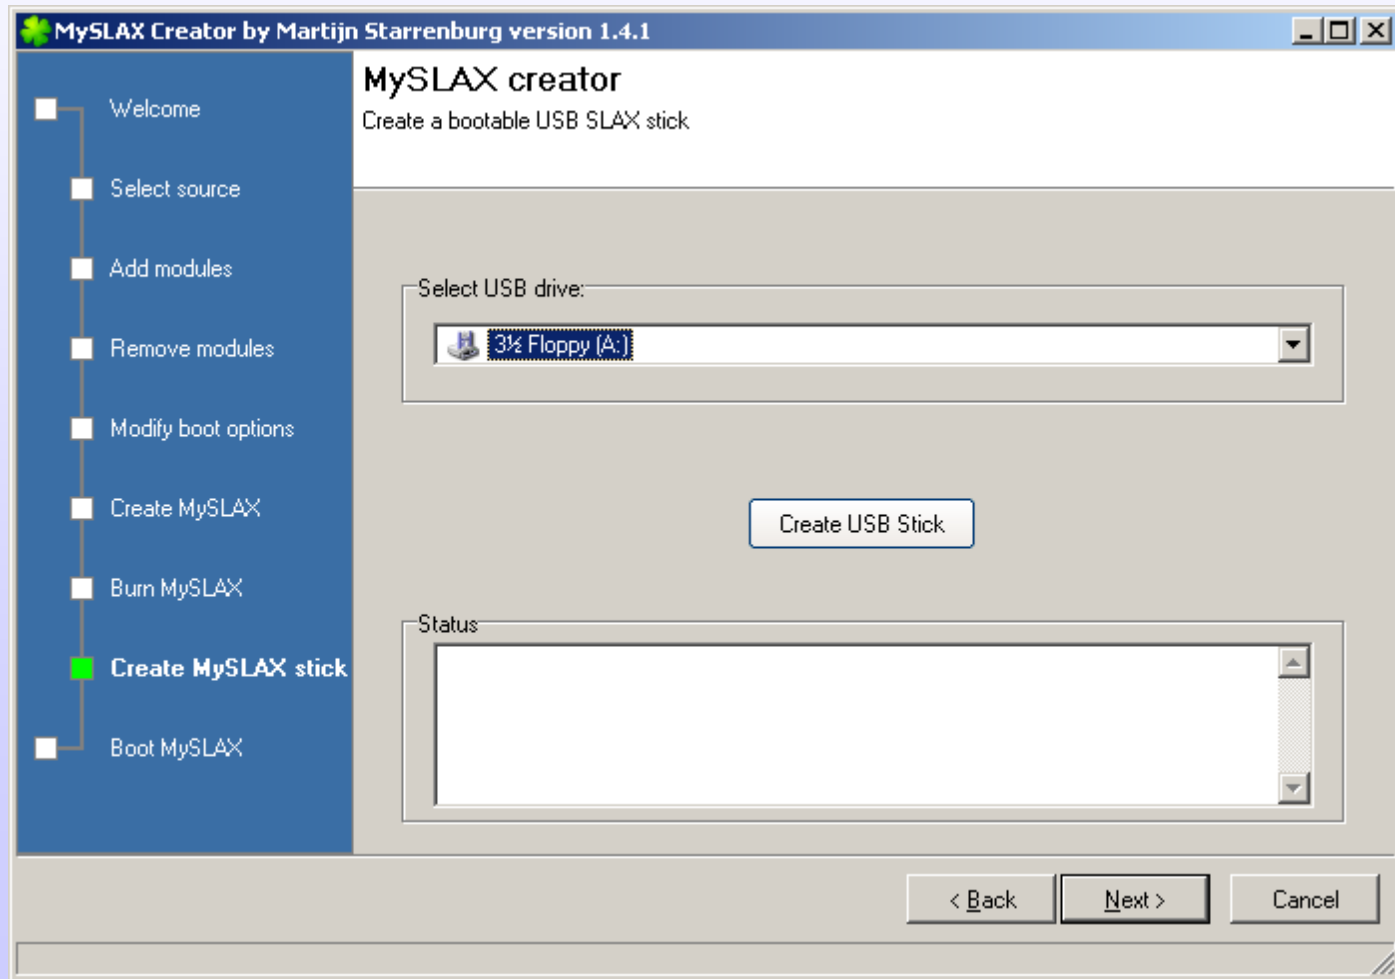 MySLAX Creator by Martijn Starrenburg version 1.4.1
Welcome
Select source
Add modules
Remove modules
Modify boot options
Create MySLAX
Burn MySLAX
Create MySLAX stick
Boot MySLAX
MySLAX creator
Create a bootable USB SLAX stick
Select USB drive:
3½ Floppy (A:)
Create USB Stick
Status
< Back
Next >
Cancel